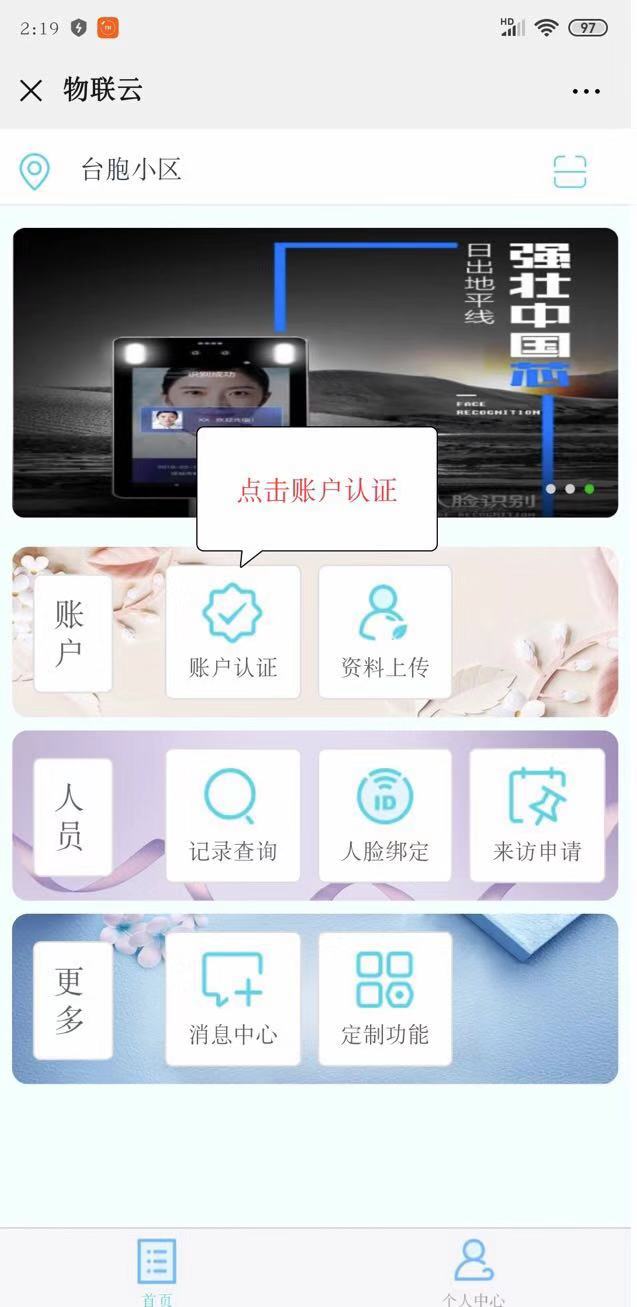 2:19
HD
97
物联云
台胞小区
强壮中国芯
日出地平线
FACE
RECOGNITION
识别成功
点击账户认证
人脸识别
账户
账户认证
资料上传
人员
记录查询
ID
人脸绑定
来访申请
更多
消息中心
定制功能
首页
个人中心